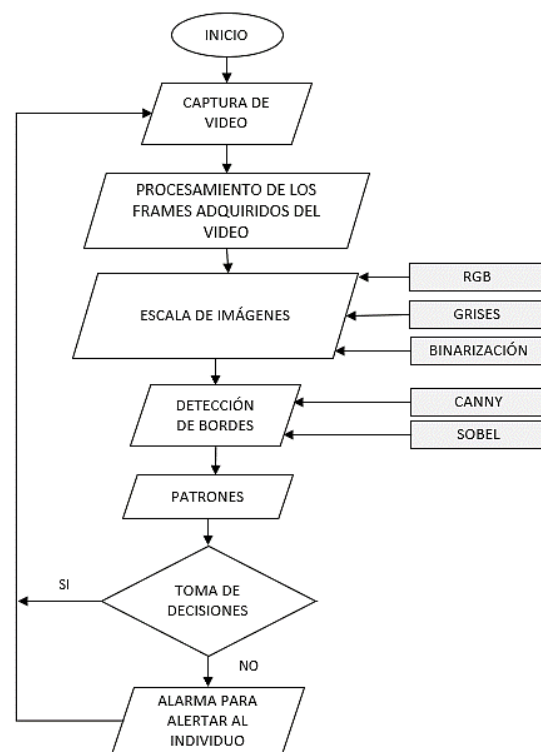 INICIO
CAPTURA DE
VIDEO
PROCESAMIENTO DE LOS
FRAMES ADQUIRIDOS DEL
VIDEO
ESCALA DE IMÁGENES
RGB
GRISES
BINARIZACIÓN
DETECCIÓN
DE BORDES
CANNY
SOBEL
PATRONES
SI
TOMA DE
DECISIONES
NO
ALARMA PARA
ALERTAR AL
INDIVIDUO